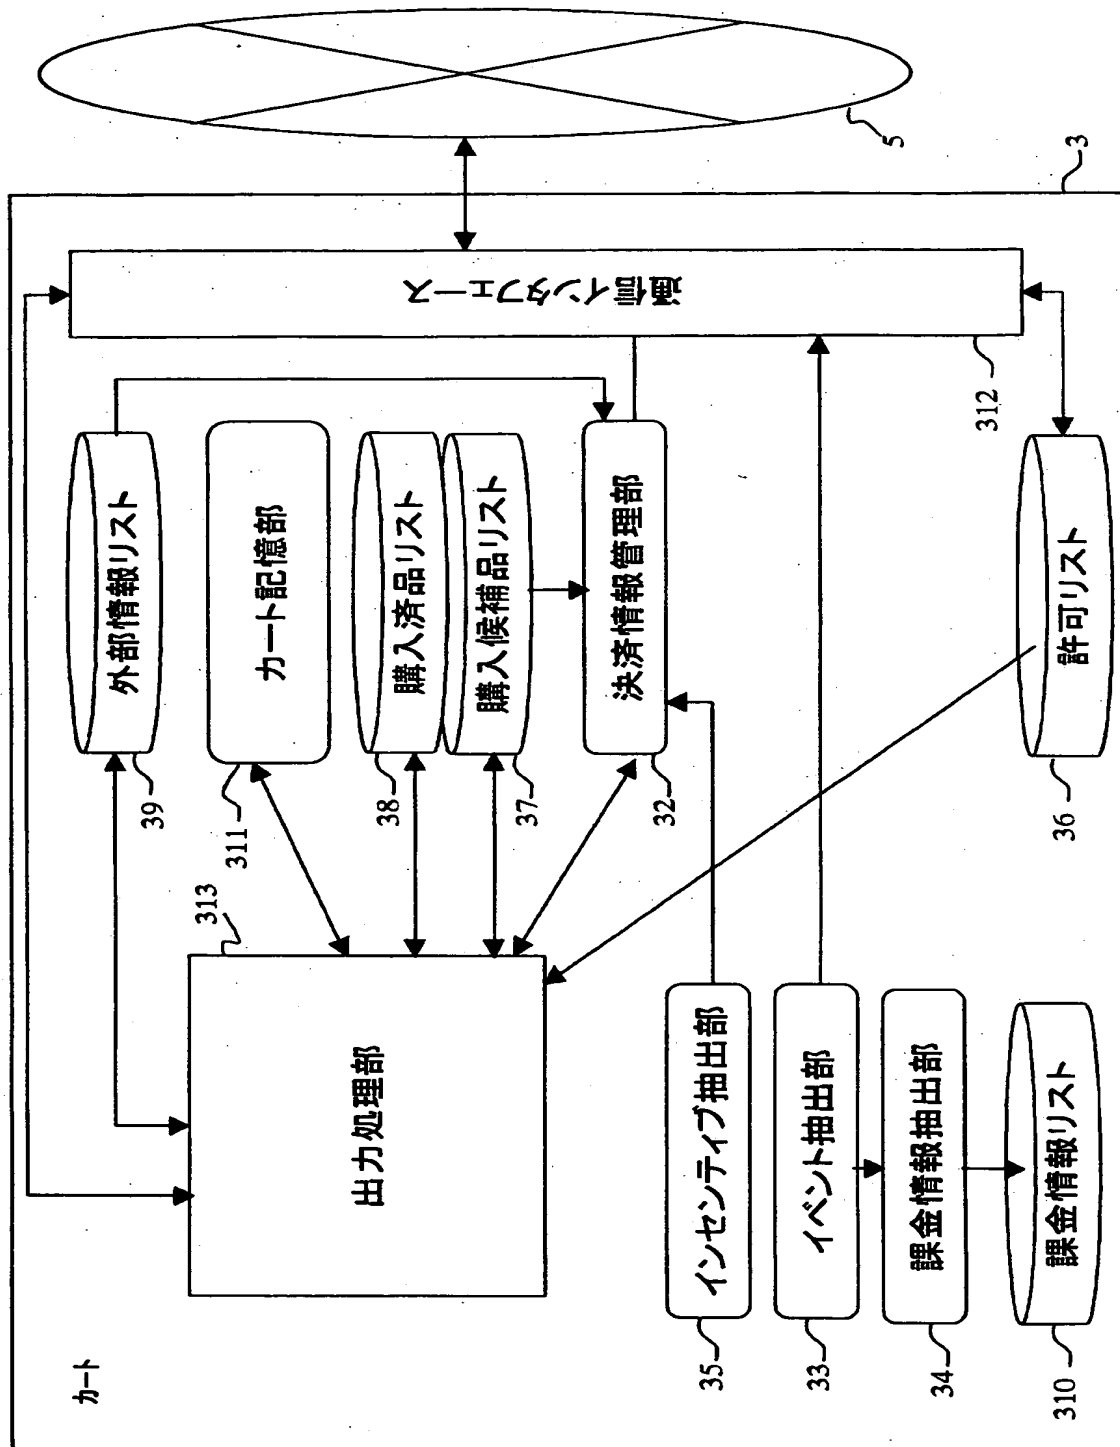 カート
出力処理部
313
外部情報リスト
39
カート記憶部
311
購入済品リスト
38
購入候補品リスト
37
決済情報管理部
32
インセンティブ抽出部
35
イベント抽出部
33
課金情報抽出部
34
課金情報リスト
310
許可リスト
36
通信インタフェース
312
3
5